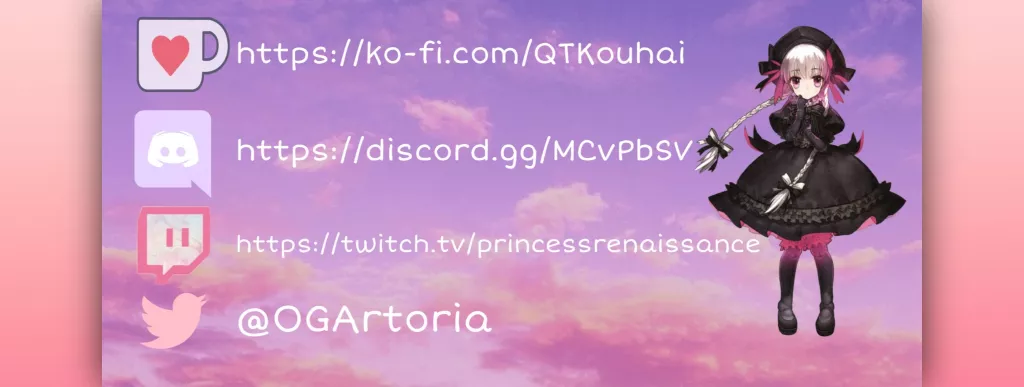 https://ko-fi.com/QTKouhai
https://discord.gg/MCvPbSV
https://twitch.tv/princessrenaissance
@OGArtoria